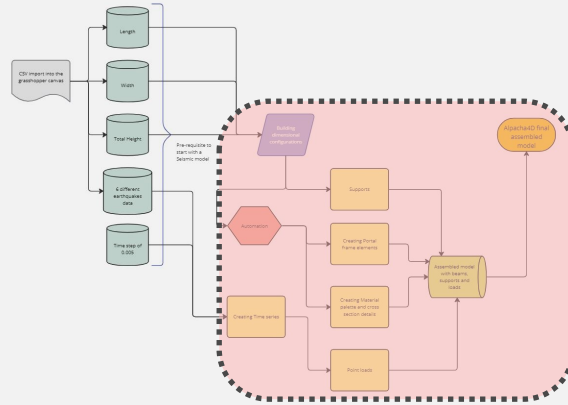 CSV import into the
grasshopper canvas
Length
Width
Total Height
6 different
earthquakes
data
Time step of
0.005
Pre-requisite to
start with a
Seismic model
Building
dimensional
configurations
Automation
Creating Time series
Supports
Creating Portal
frame elements
Creating Material
palette and cross
section details
Point loads
Assembled model
with beams
supports and
loads
Alpacha4D final
assembled
model